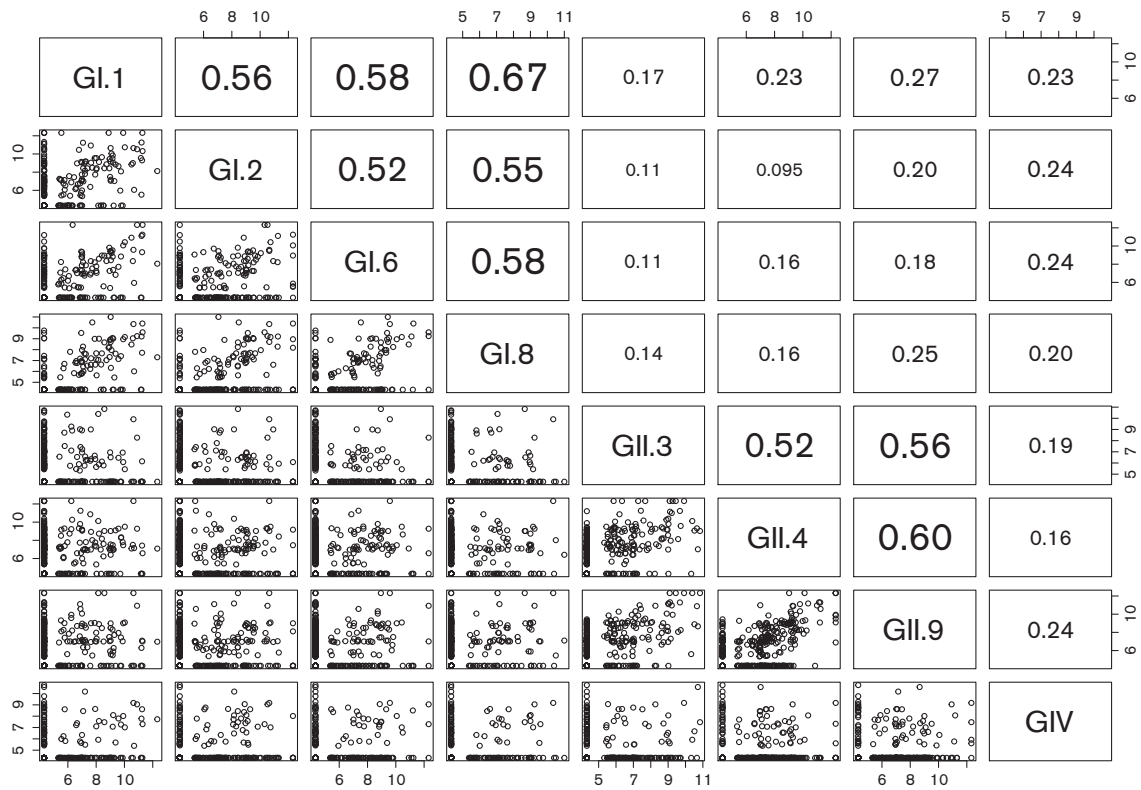 6 8 10 5 7 9 11 6 8 10 5 7 9
GI.1 0.56 0.58 0.67 0.17 0.23 0.27 0.23 6 10
6 10 GI.2 0.52 0.55 0.11 0.095 0.20 0.24
GI.6 0.58 0.11 0.16 0.18 0.24 6 10
5 7 9 GI.8 0.14 0.16 0.25 0.20
GII.3 0.52 0.56 0.19 5 7 9
6 10 GII.4 0.60 0.16
GII.9 0.24 6 10
5 7 9 GIV
6 8 10 6 8 10 5 7 9 11 6 8 10